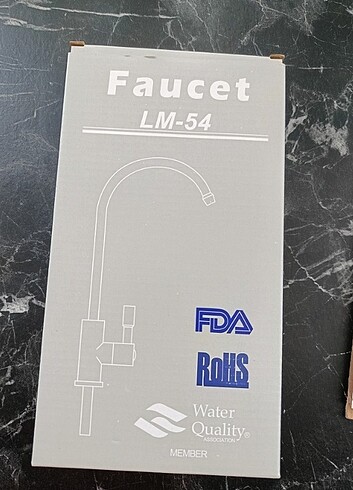 Faucet
LM-54
FDA
RoHS
Water
Quality®
ASSOCIATION
MEMBER